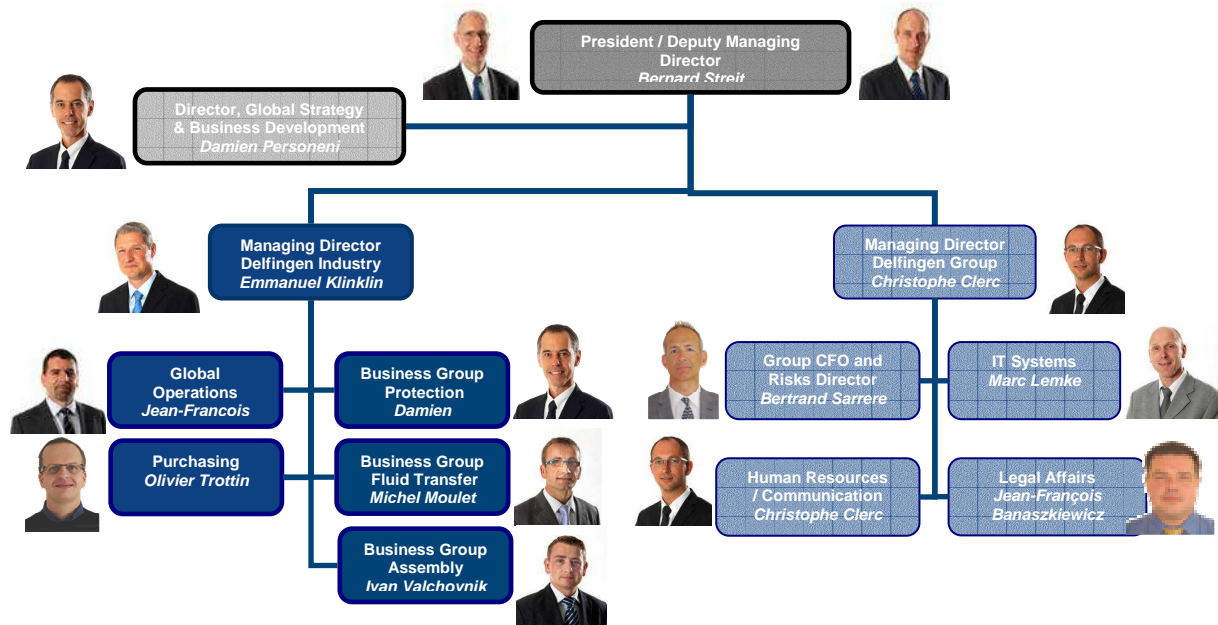 President / Deputy Managing
Director
Bernard Streit
Director, Global Strategy
& Business Development
Damien Personeni
Managing Director
Delfingen Industry
Emmanuel Klinklin
Managing Director
Delfingen Group
Christophe Clerc
Global
Operations
Jean-Francois
Business Group
Protection
Damien
Group CFO and
Risks Director
Bertrand Sarrere
IT Systems
Marc Lemke
Purchasing
Olivier Trottin
Business Group
Fluid Transfer
Michel Moulet
Human Resources
/ Communication
Christophe Clerc
Legal Affairs
Jean-François
Banaszkiewicz
Business Group
Assembly
Ivan Valchovnik